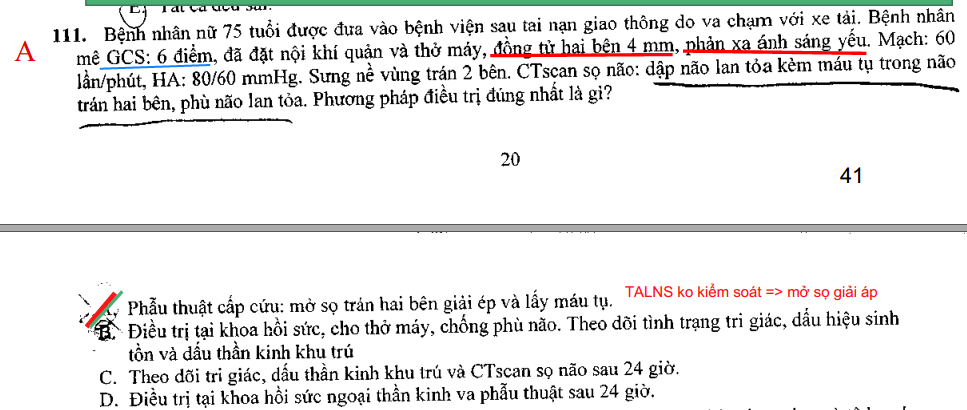 E. Tất cả đều sai.
111. Bệnh nhân nữ 75 tuổi được đưa vào bệnh viện sau tai nạn giao thông do va chạm với xe tải. Bệnh nhân
A mê GCS: 6 điểm, đã đặt nội khí quản và thở máy, đồng tử hai bên 4 mm, phản xạ ánh sáng yếu. Mạch: 60
lần/phút, HA: 80/60 mmHg. Sưng nề vùng trán 2 bên. CTscan sọ não: dập não lan tỏa kèm máu tụ trong não
trán hai bên, phù não lan tỏa. Phương pháp điều trị đúng nhất là gì?
20
41
A. Phẫu thuật cấp cứu: mở sọ trán hai bên giải ép và lấy máu tụ. TALNS ko kiểm soát => mở sọ giải áp
B. Điều trị tại khoa hồi sức, cho thở máy, chống phù não. Theo dõi tình trạng tri giác, dấu hiệu sinh
tồn và dấu thần kinh khu trú
C. Theo dõi tri giác, dấu thần kinh khu trú và CTscan sọ não sau 24 giờ.
D. Điều trị tại khoa hồi sức ngoại thần kinh va phẫu thuật sau 24 giờ.